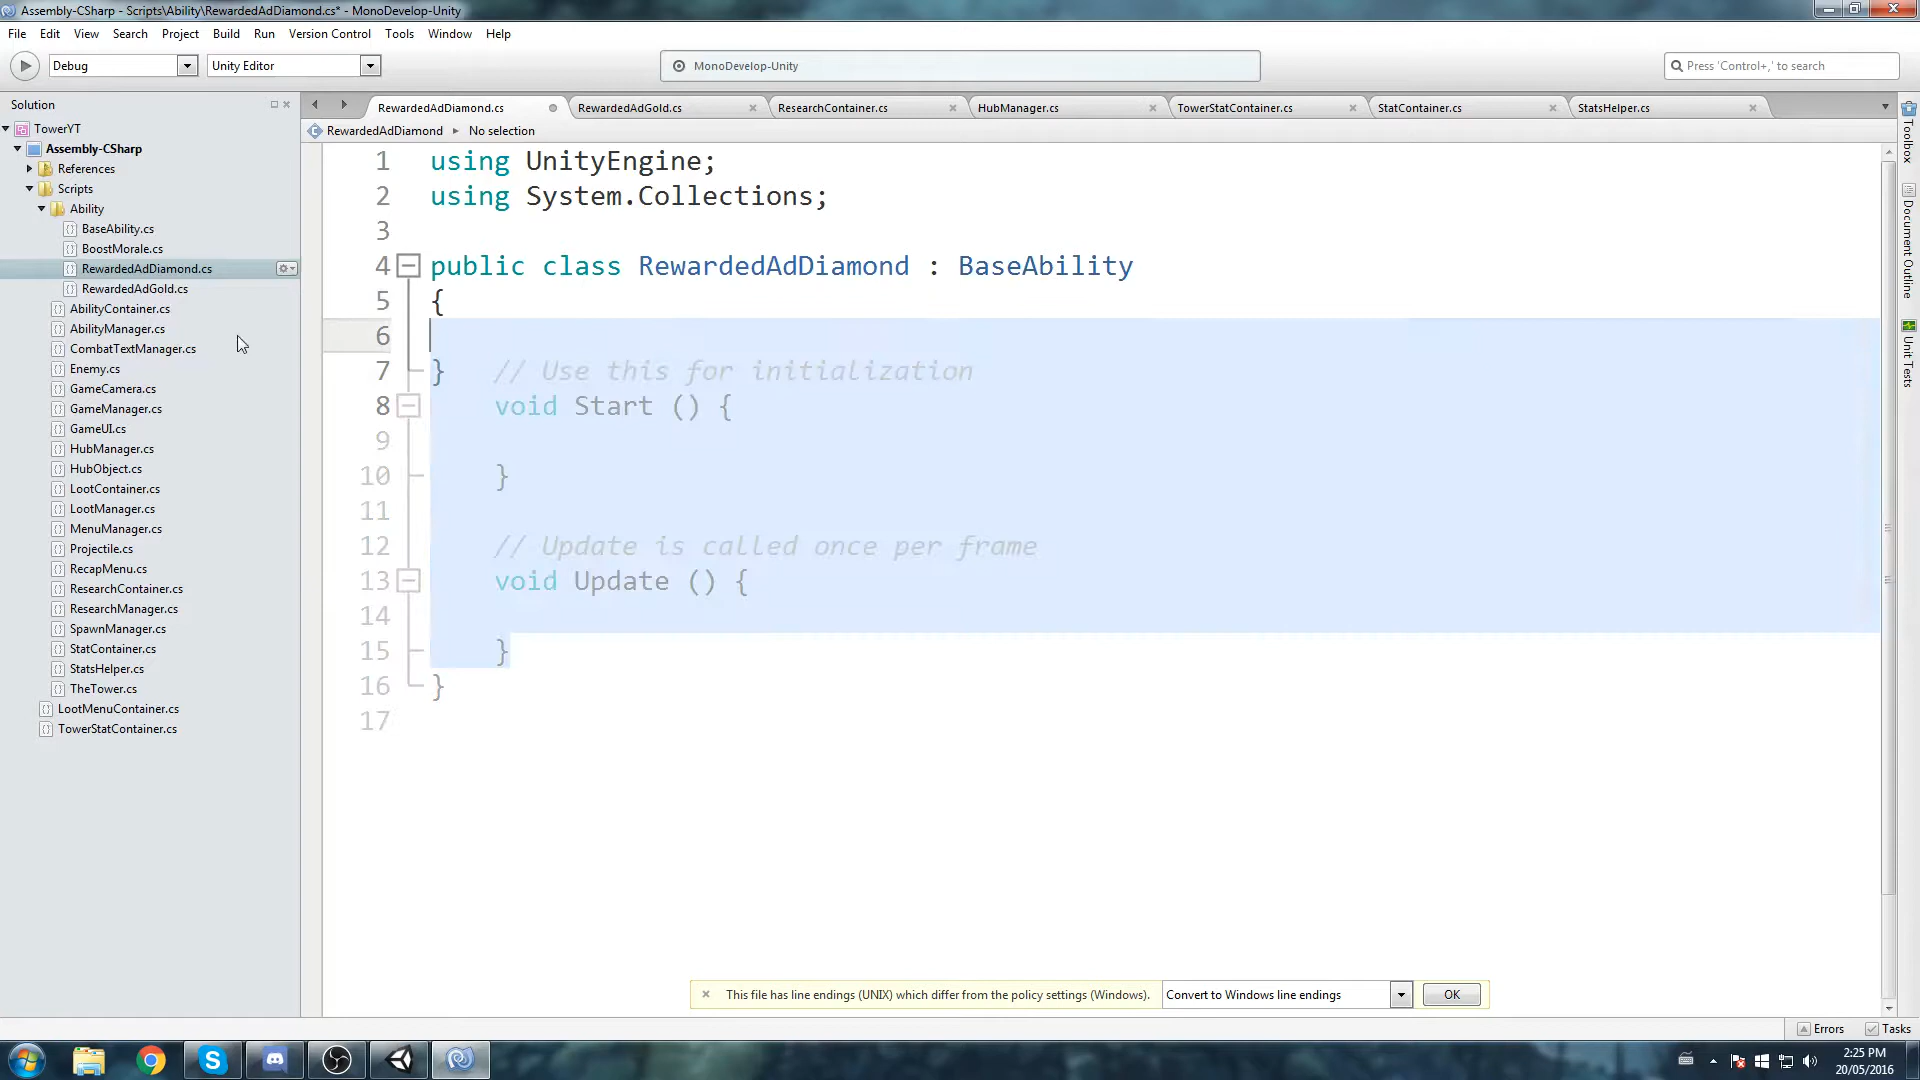 Assembly-CSharp - Scripts\Ability\RewardedAdDiamond.cs* - MonoDevelop-Unity
File Edit View Search Project Build Run Version Control Tools Window Help
Debug Unity Editor MonoDevelop-Unity Press 'Control+,' to search
Solution
TowerYT
Assembly-CSharp
References
Scripts
Ability
BaseAbility.cs
BoostMorale.cs
RewardedAdDiamond.cs
RewardedAdGold.cs
AbilityContainer.cs
AbilityManager.cs
CombatTextManager.cs
Enemy.cs
GameCamera.cs
GameManager.cs
GameUI.cs
HubManager.cs
HubObject.cs
LootContainer.cs
LootManager.cs
MenuManager.cs
Projectile.cs
RecapMenu.cs
ResearchContainer.cs
ResearchManager.cs
SpawnManager.cs
StatContainer.cs
StatsHelper.cs
TheTower.cs
LootMenuContainer.cs
TowerStatContainer.cs
RewardedAdDiamond.cs RewardedAdGold.cs ResearchContainer.cs HubManager.cs TowerStatContainer.cs StatContainer.cs StatsHelper.cs
RewardedAdDiamond No selection
1 using UnityEngine;
2 using System.Collections;
3
4 public class RewardedAdDiamond : BaseAbility
5 {
6
7 } // Use this for initialization
8 void Start () {
9
10 }
11
12 // Update is called once per frame
13 void Update () {
14
15 }
16 }
17
This file has line endings (UNIX) which differ from the policy settings (Windows). Convert to Windows line endings OK
Toolbox
Document Outline
Unit Tests
Errors Tasks
2:25 PM
20/05/2016